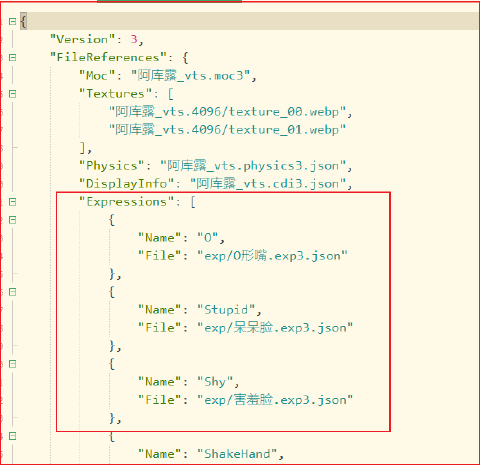 {
"Version": 3,
"FileReferences": {
"Moc": "阿库露_vts.moc3",
"Textures": [
"阿库露_vts.4096/texture_00.webp",
"阿库露_vts.4096/texture_01.webp"
],
"Physics": "阿库露_vts.physics3.json",
"DisplayInfo": "阿库露_vts.cdi3.json",
"Expressions": [
{
"Name": "O",
"File": "exp/O形嘴.exp3.json"
},
{
"Name": "Stupid",
"File": "exp/呆呆脸.exp3.json"
},
{
"Name": "Shy",
"File": "exp/害羞脸.exp3.json"
},
{
"Name": "ShakeHand",